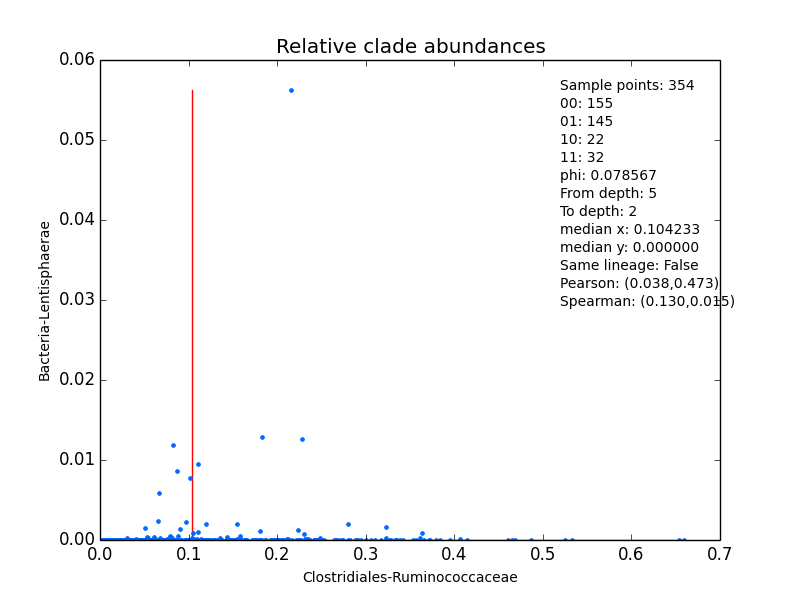 Relative clade abundances
0.06
0.05
0.04
0.03
0.02
0.01
0.00
Bacteria-Lentisphaerae
Sample points: 354
00: 155
01: 145
10: 22
11: 32
phi: 0.078567
From depth: 5
To depth: 2
median x: 0.104233
median y: 0.000000
Same lineage: False
Pearson: (0.038,0.473)
Spearman: (0.130,0.015)
0.0 0.1 0.2 0.3 0.4 0.5 0.6 0.7
Clostridiales-Ruminococcaceae